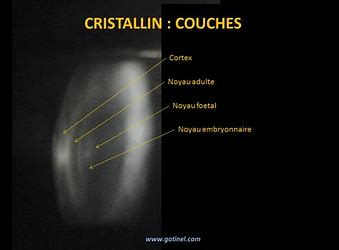 CRISTALLIN : COUCHES
Cortex
Noyau adulte
Noyau foetal
Noyau embryonnaire
www.gatinel.com